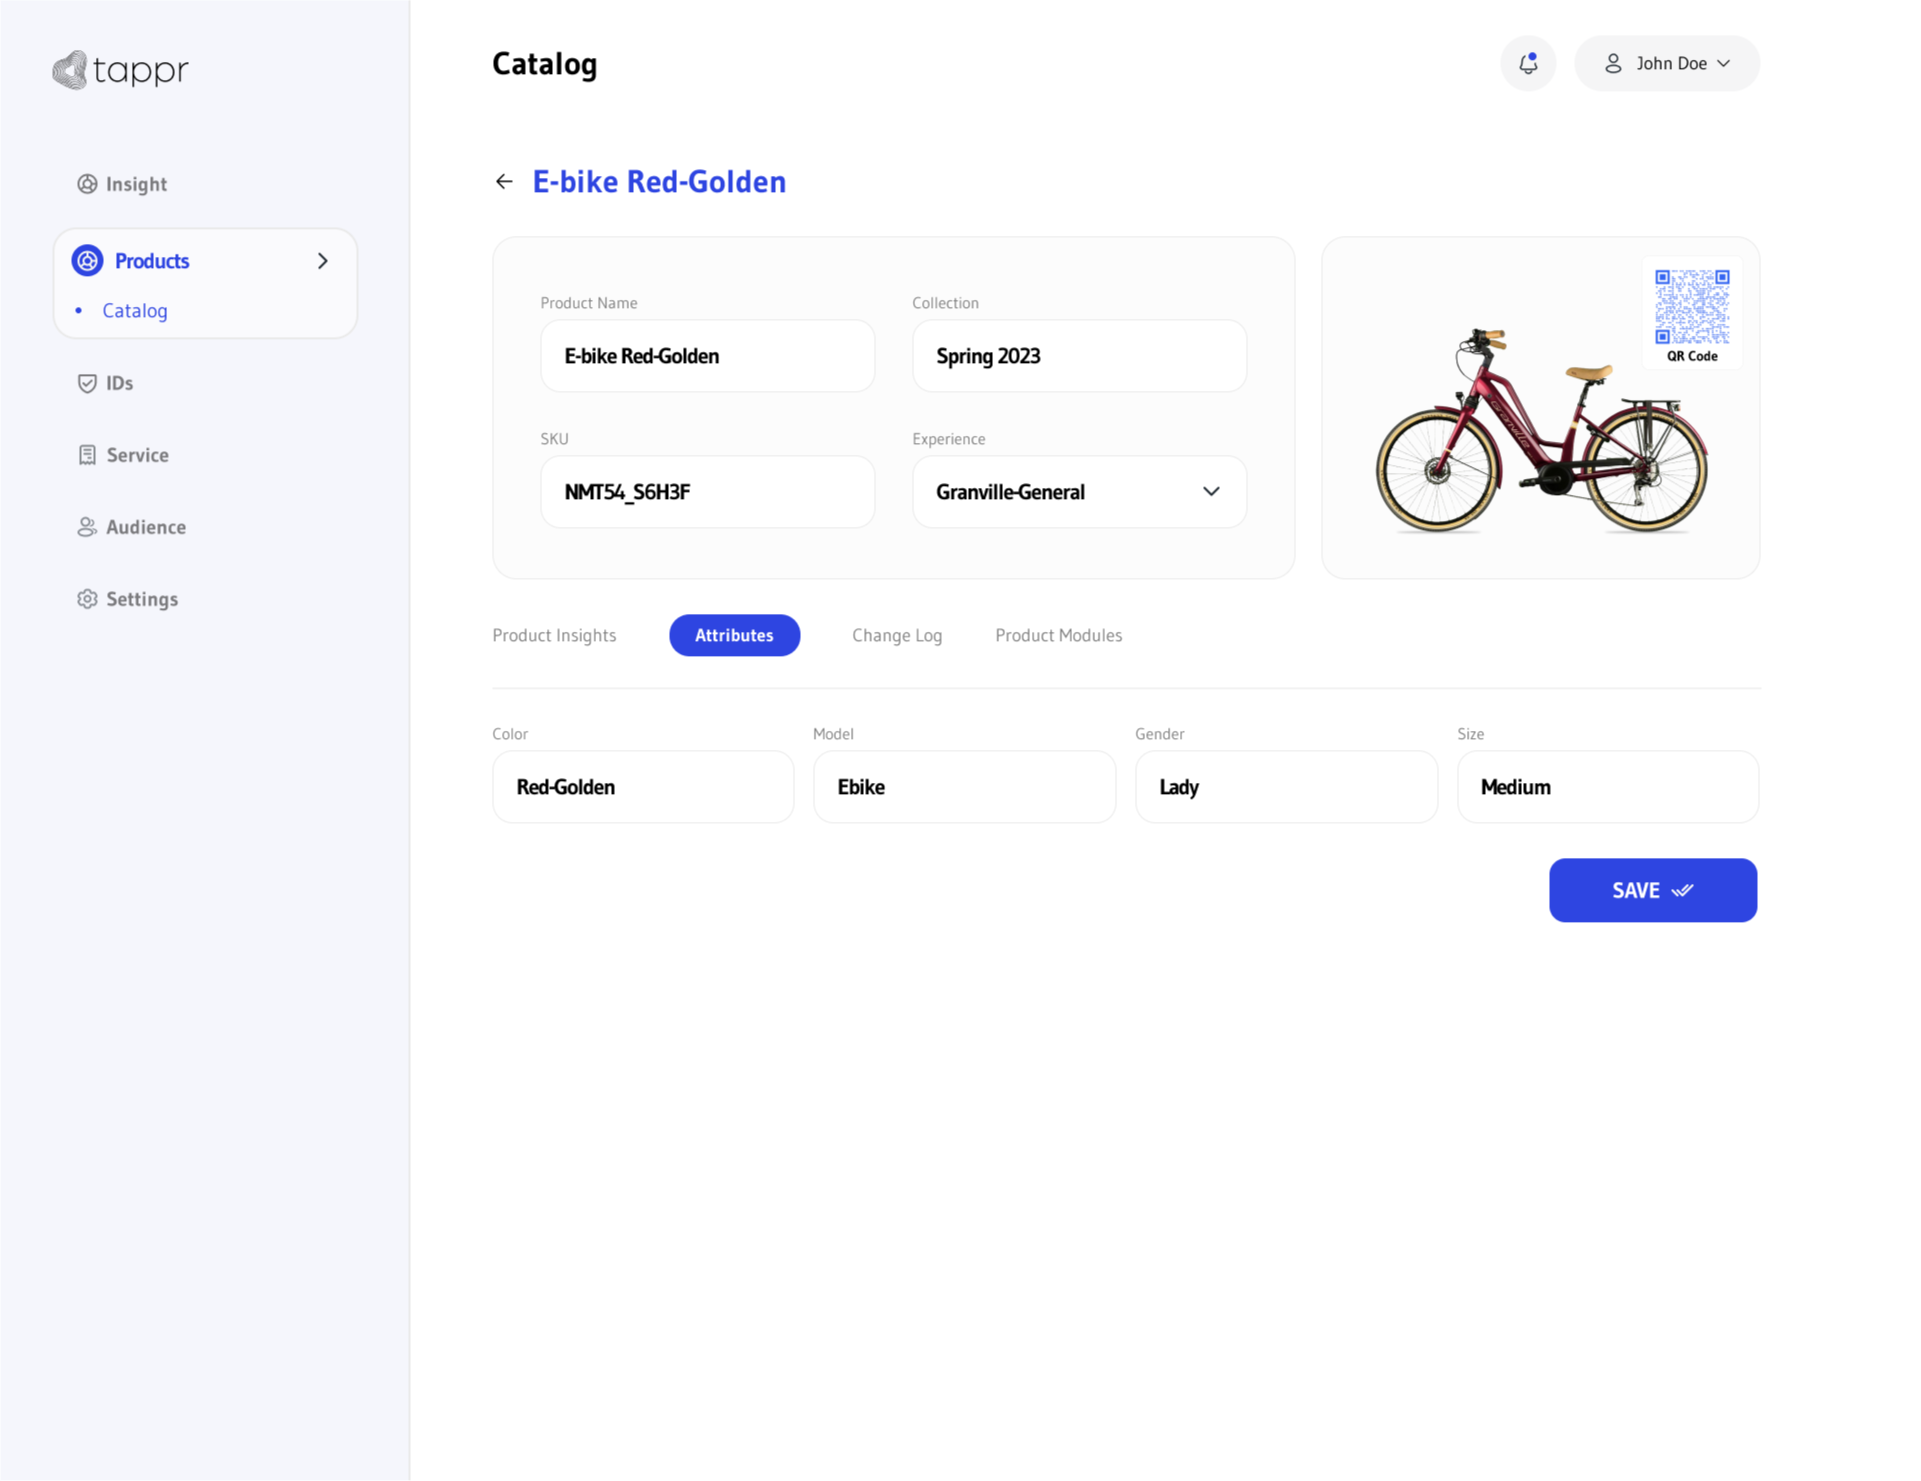 tappr
Catalog
John Doe
Insight
Products
Catalog
IDs
Service
Audience
Settings
E-bike Red-Golden
Product Name
Collection
E-bike Red-Golden
Spring 2023
SKU
Experience
NMT54_S6H3F
Granville-General
QR Code
Granville
Product Insights
Attributes
Change Log
Product Modules
Color
Model
Gender
Size
Red-Golden
Ebike
Lady
Medium
SAVE